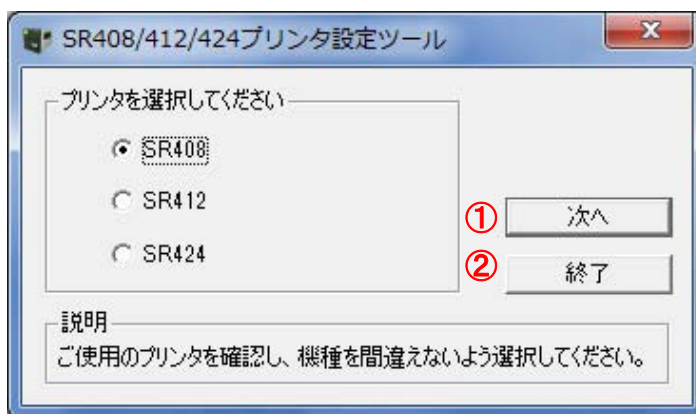 SR408/412/424プリンタ設定ツール
プリンタを選択してください
SR408
SR412
SR424
① 次へ
② 終了
説明
ご使用のプリンタを確認し、機種を間違えないよう選択してください。